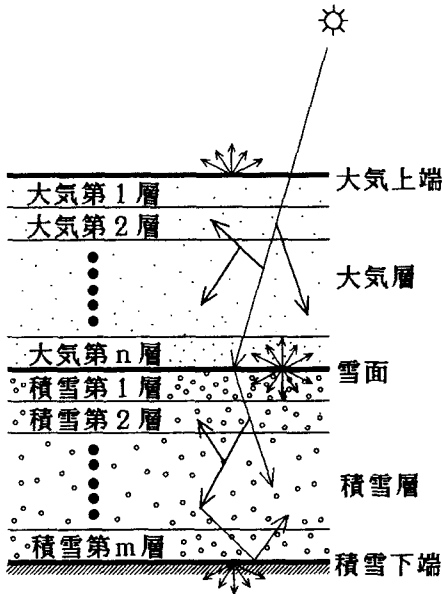 大気上端
大気第1層
大気第2層
大気層
大気第n層
雪面
積雪第1層
積雪第2層
積雪層
積雪第m層
積雪下端